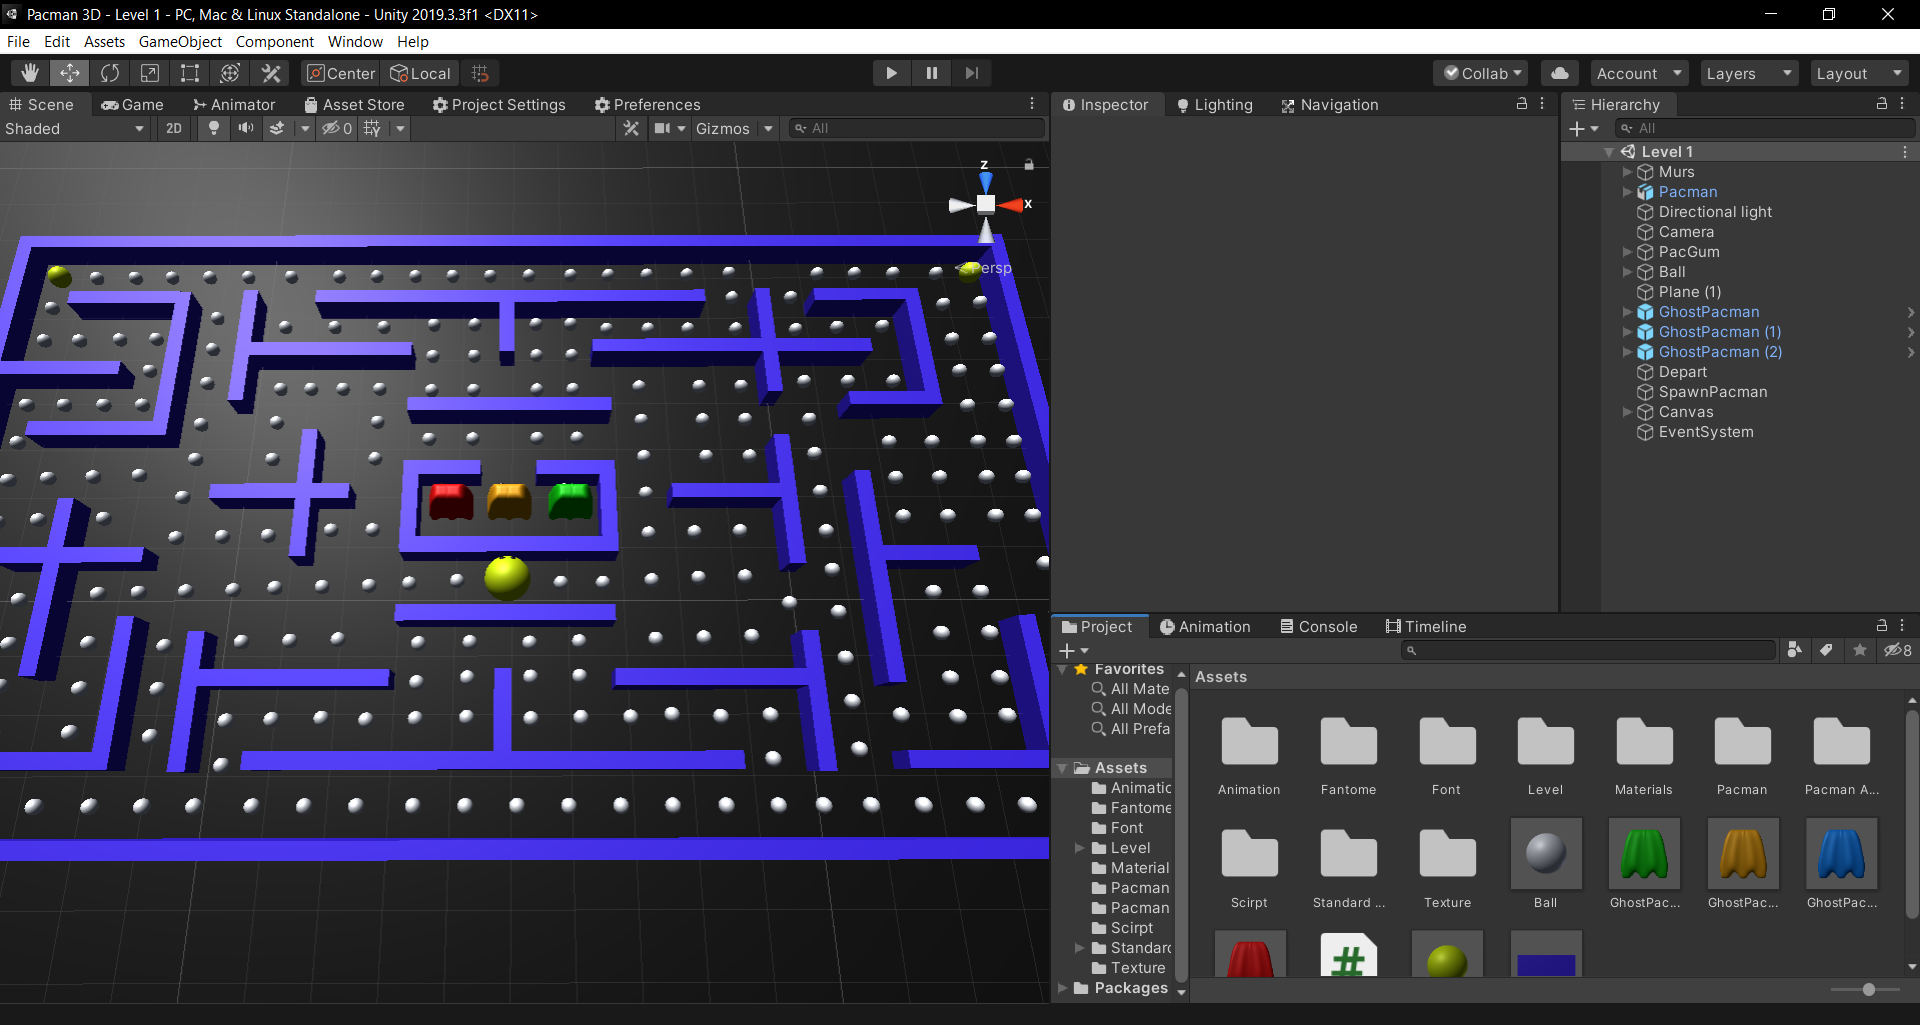 Pacman 3D - Level 1 - PC, Mac & Linux Standalone - Unity 2019.3.3f1 <DX11>
File Edit Assets GameObject Component Window Help
Center Local Collab Account Layers Layout
Scene Game Animator Asset Store Project Settings Preferences
Shaded 2D 0 Gizmos All
z
x
Persp
Inspector Lighting Navigation
Hierarchy
All
Level 1
Murs
Pacman
Directional light
Camera
PacGum
Ball
Plane (1)
GhostPacman
GhostPacman (1)
GhostPacman (2)
Depart
SpawnPacman
Canvas
EventSystem
Project Animation Console Timeline
8
Favorites
All Mate
All Mode
All Prefa
Assets
Animatic
Fantome
Font
Level
Material
Pacman
Pacman
Scirpt
Standard
Texture
Packages
Assets
Animation Fantome Font Level Materials Pacman Pacman A...
Scirpt Standard ... Texture Ball GhostPac... GhostPac... GhostPac...
#